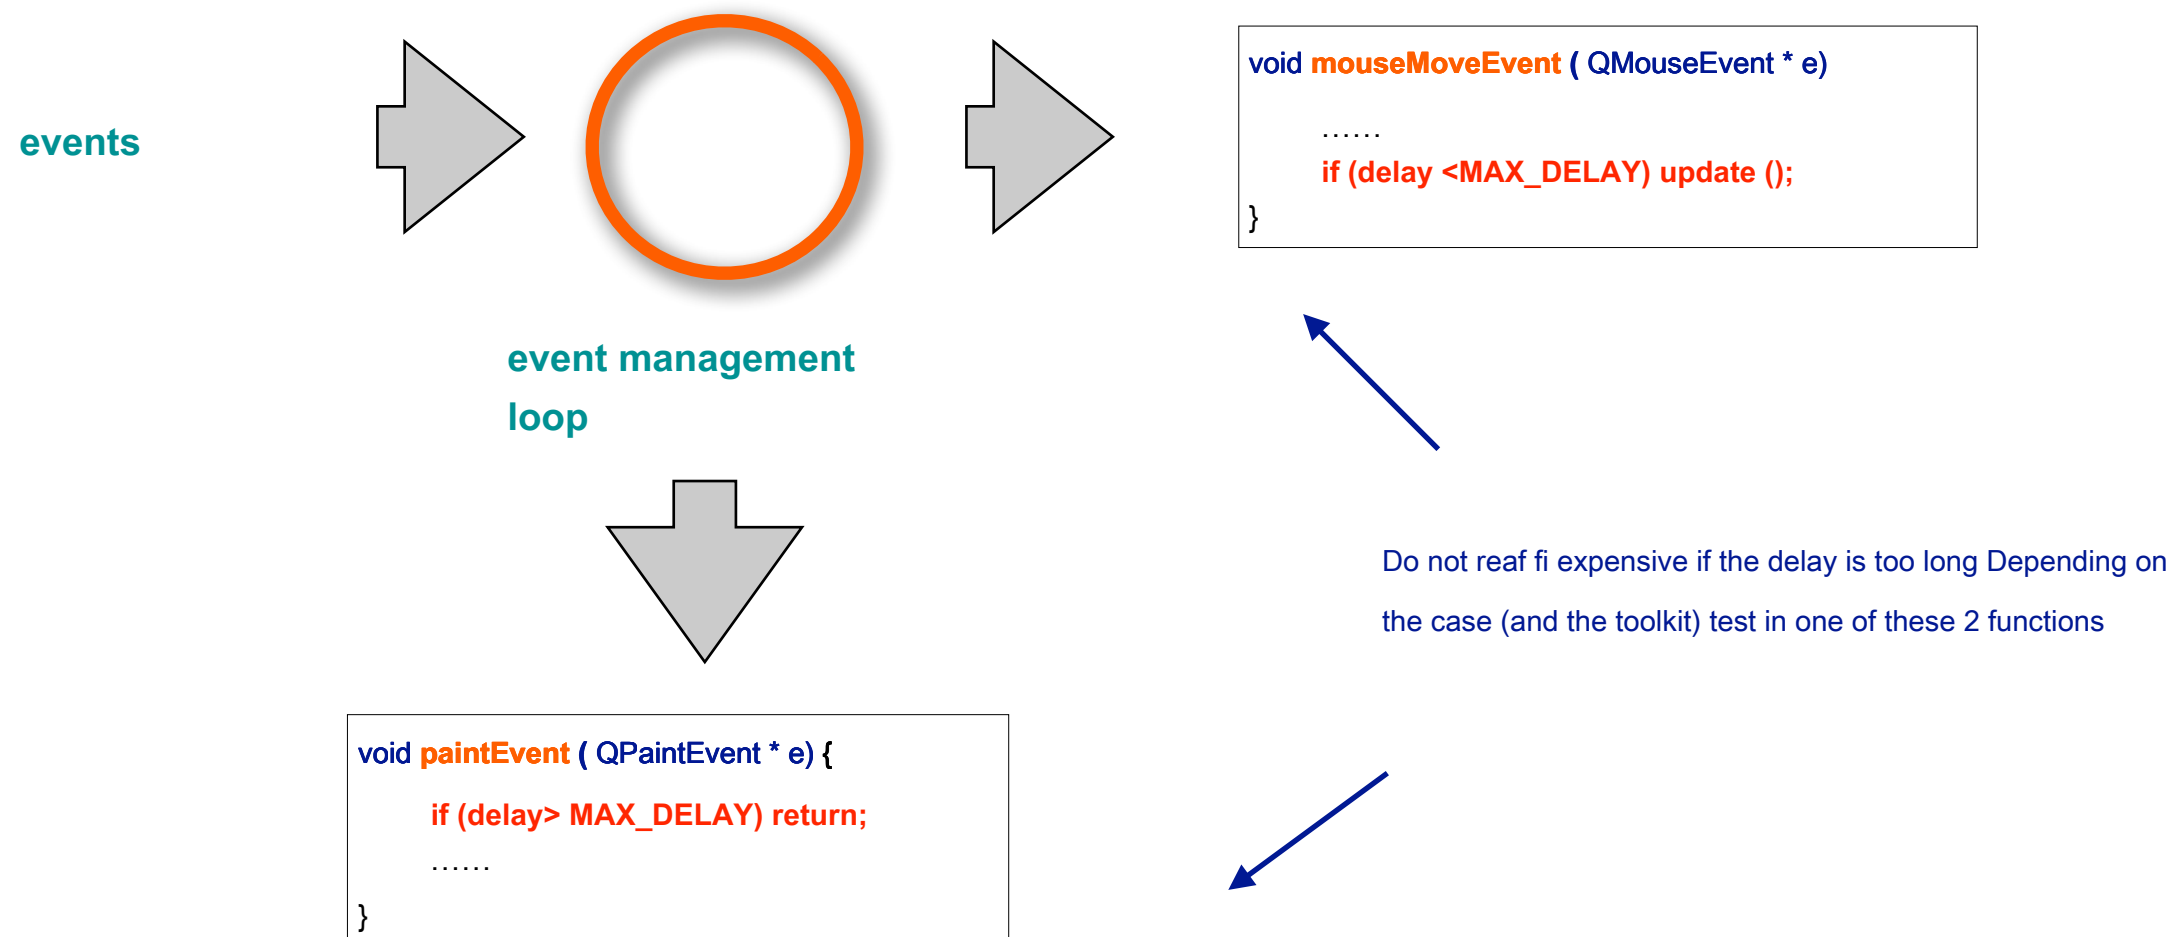 void mouseMoveEvent ( QMouseEvent * e)
......
if (delay <MAX_DELAY) update ();
}
events
event management
loop
Do not reaf fi expensive if the delay is too long Depending on
the case (and the toolkit) test in one of these 2 functions
void paintEvent ( QPaintEvent * e) {
if (delay> MAX_DELAY) return;
......
}